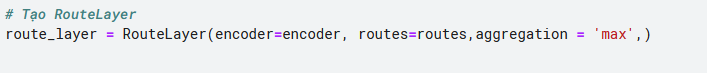 # Tạo RouteLayer
route_layer = RouteLayer(encoder=encoder, routes=routes,aggregation = 'max',)